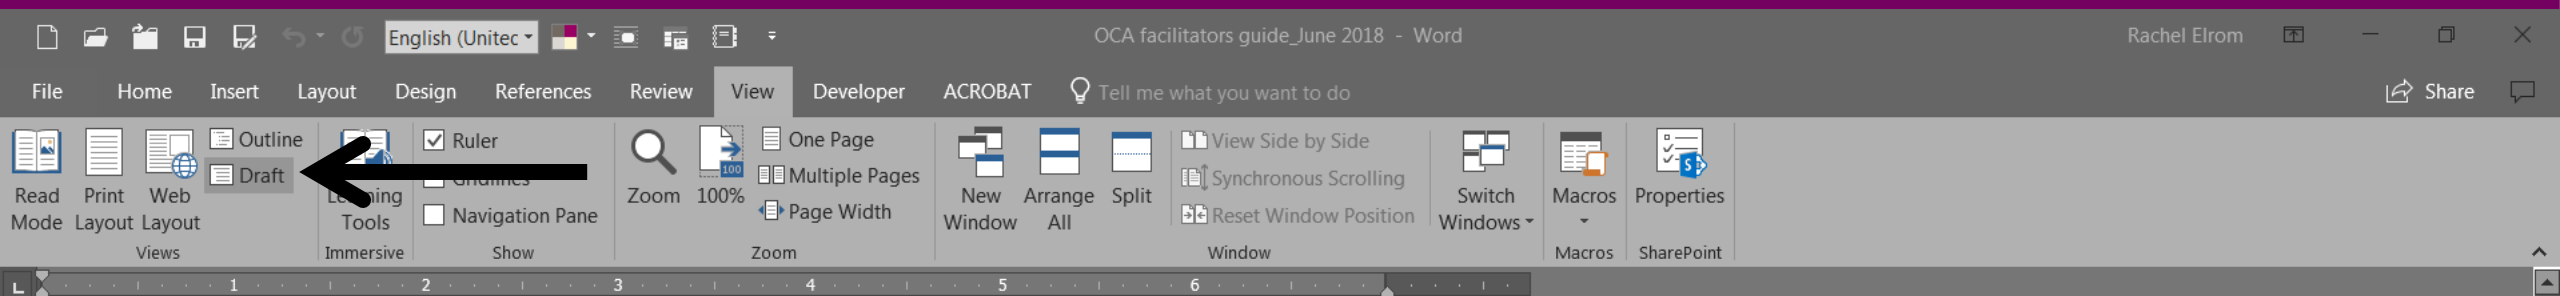 English (Unitec
OCA facilitators guide_June 2018 - Word
Rachel Elrom
File Home Insert Layout Design References Review View Developer ACROBAT Tell me what you want to do Share
Read Mode
Print Layout
Web Layout
Outline
Draft
Views
Tools
Immersive
Ruler
Navigation Pane
Show
Zoom
100
100%
One Page
Multiple Pages
Page Width
Zoom
New Window
Arrange All
Split
View Side by Side
Synchronous Scrolling
Reset Window Position
Switch Windows
Window
Macros
Macros
S
Properties
SharePoint
L 1 2 3 4 5 6